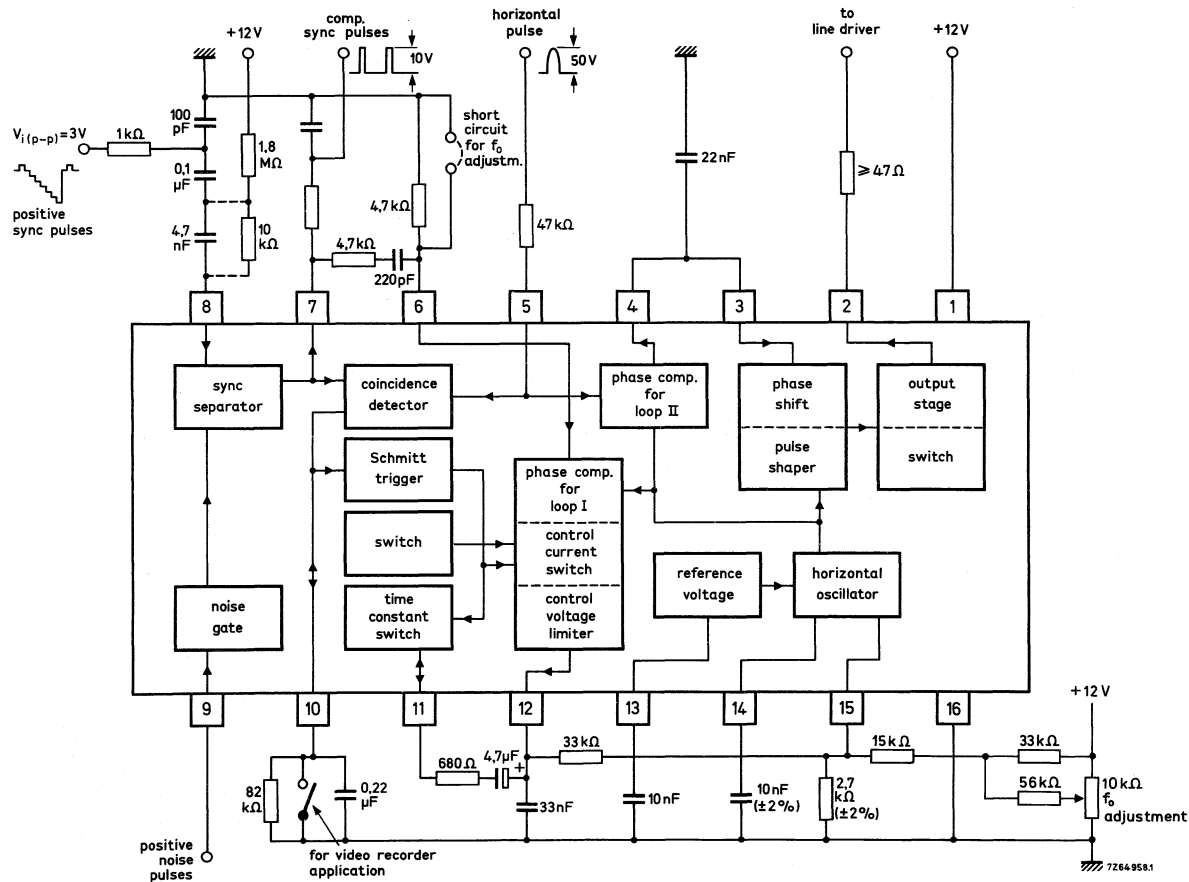 comp.
sync pulses
+12V
10V
horizontal
pulse
50V
to
line driver
+12V
100
pF
Vi(p-p)=3V
1kΩ
1,8
MΩ
0,1
µF
positive
sync pulses
4,7
nF
10
kΩ
short
circuit
for fo
adjustm.
4,7kΩ
4,7kΩ
220pF
47kΩ
22nF
⩾47Ω
8
7
6
5
4
3
2
1
sync
separator
coincidence
detector
phase comp.
for
loop II
phase
shift
pulse
shaper
output
stage
switch
Schmitt
trigger
phase comp.
for
loop I
control
current
switch
control
voltage
limiter
switch
time
constant
switch
noise
gate
reference
voltage
horizontal
oscillator
9
10
11
12
13
14
15
16
+12V
33kΩ
15kΩ
33kΩ
680Ω
4,7µF
+
82
kΩ
0,22
µF
33nF
10nF
10nF
(±2%)
2,7
kΩ
(±2%)
56kΩ
10kΩ
fo
adjustment
positive
noise
pulses
for video recorder
application
7Z64958.1